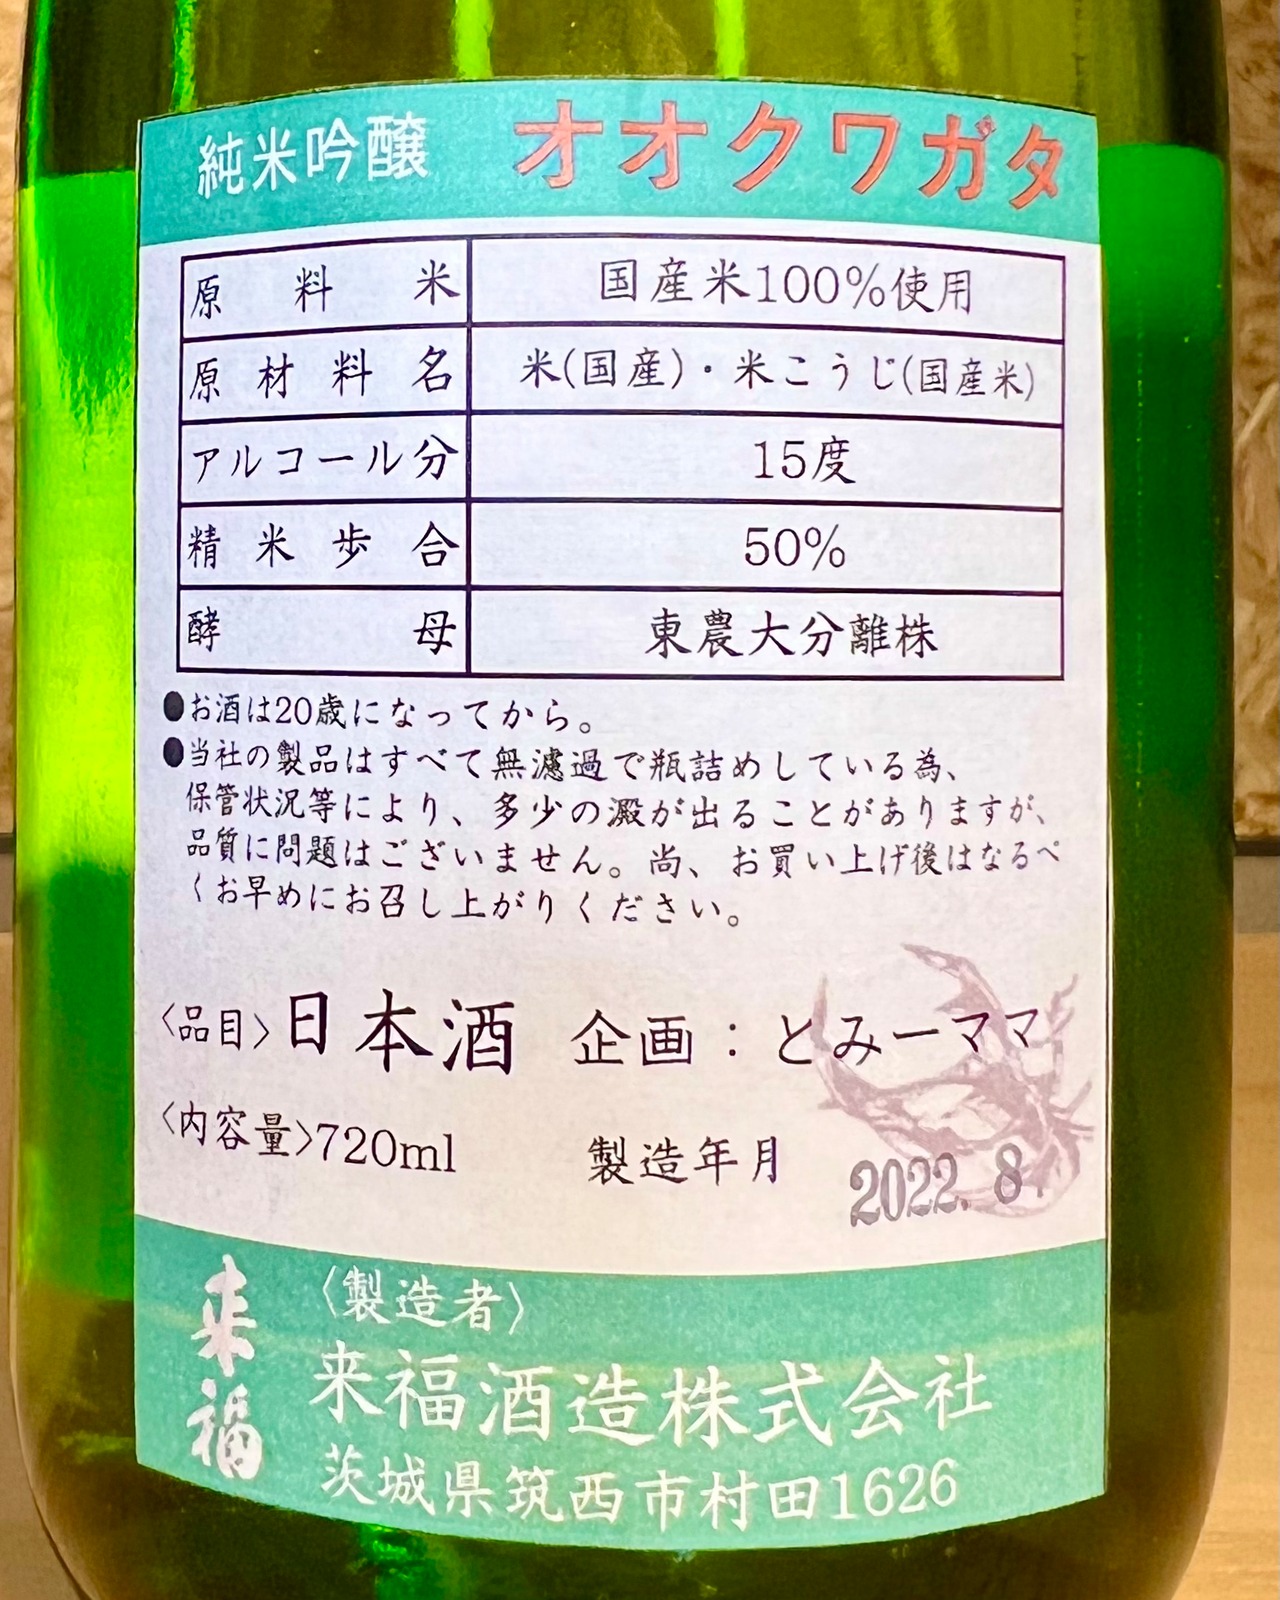 純米吟醸 オオクワガタ
原料米 国産米100%使用
原材料名 米(国産)・米こうじ(国産米)
アルコール分 15度
精米歩合 50%
酵母 東農大分離株
●お酒は20歳になってから。
●当社の製品はすべて無濾過で瓶詰めしている為、
保管状況等により、多少の澱が出ることがありますが、
品質に問題はございません。尚、お買い上げ後はなるべ
くお早めにお召し上がりください。
〈品目〉日本酒 企画：とみーママ
〈内容量〉720ml 製造年月 2022. 8.
来福
〈製造者〉
来福酒造株式会社
茨城県筑西市村田1626